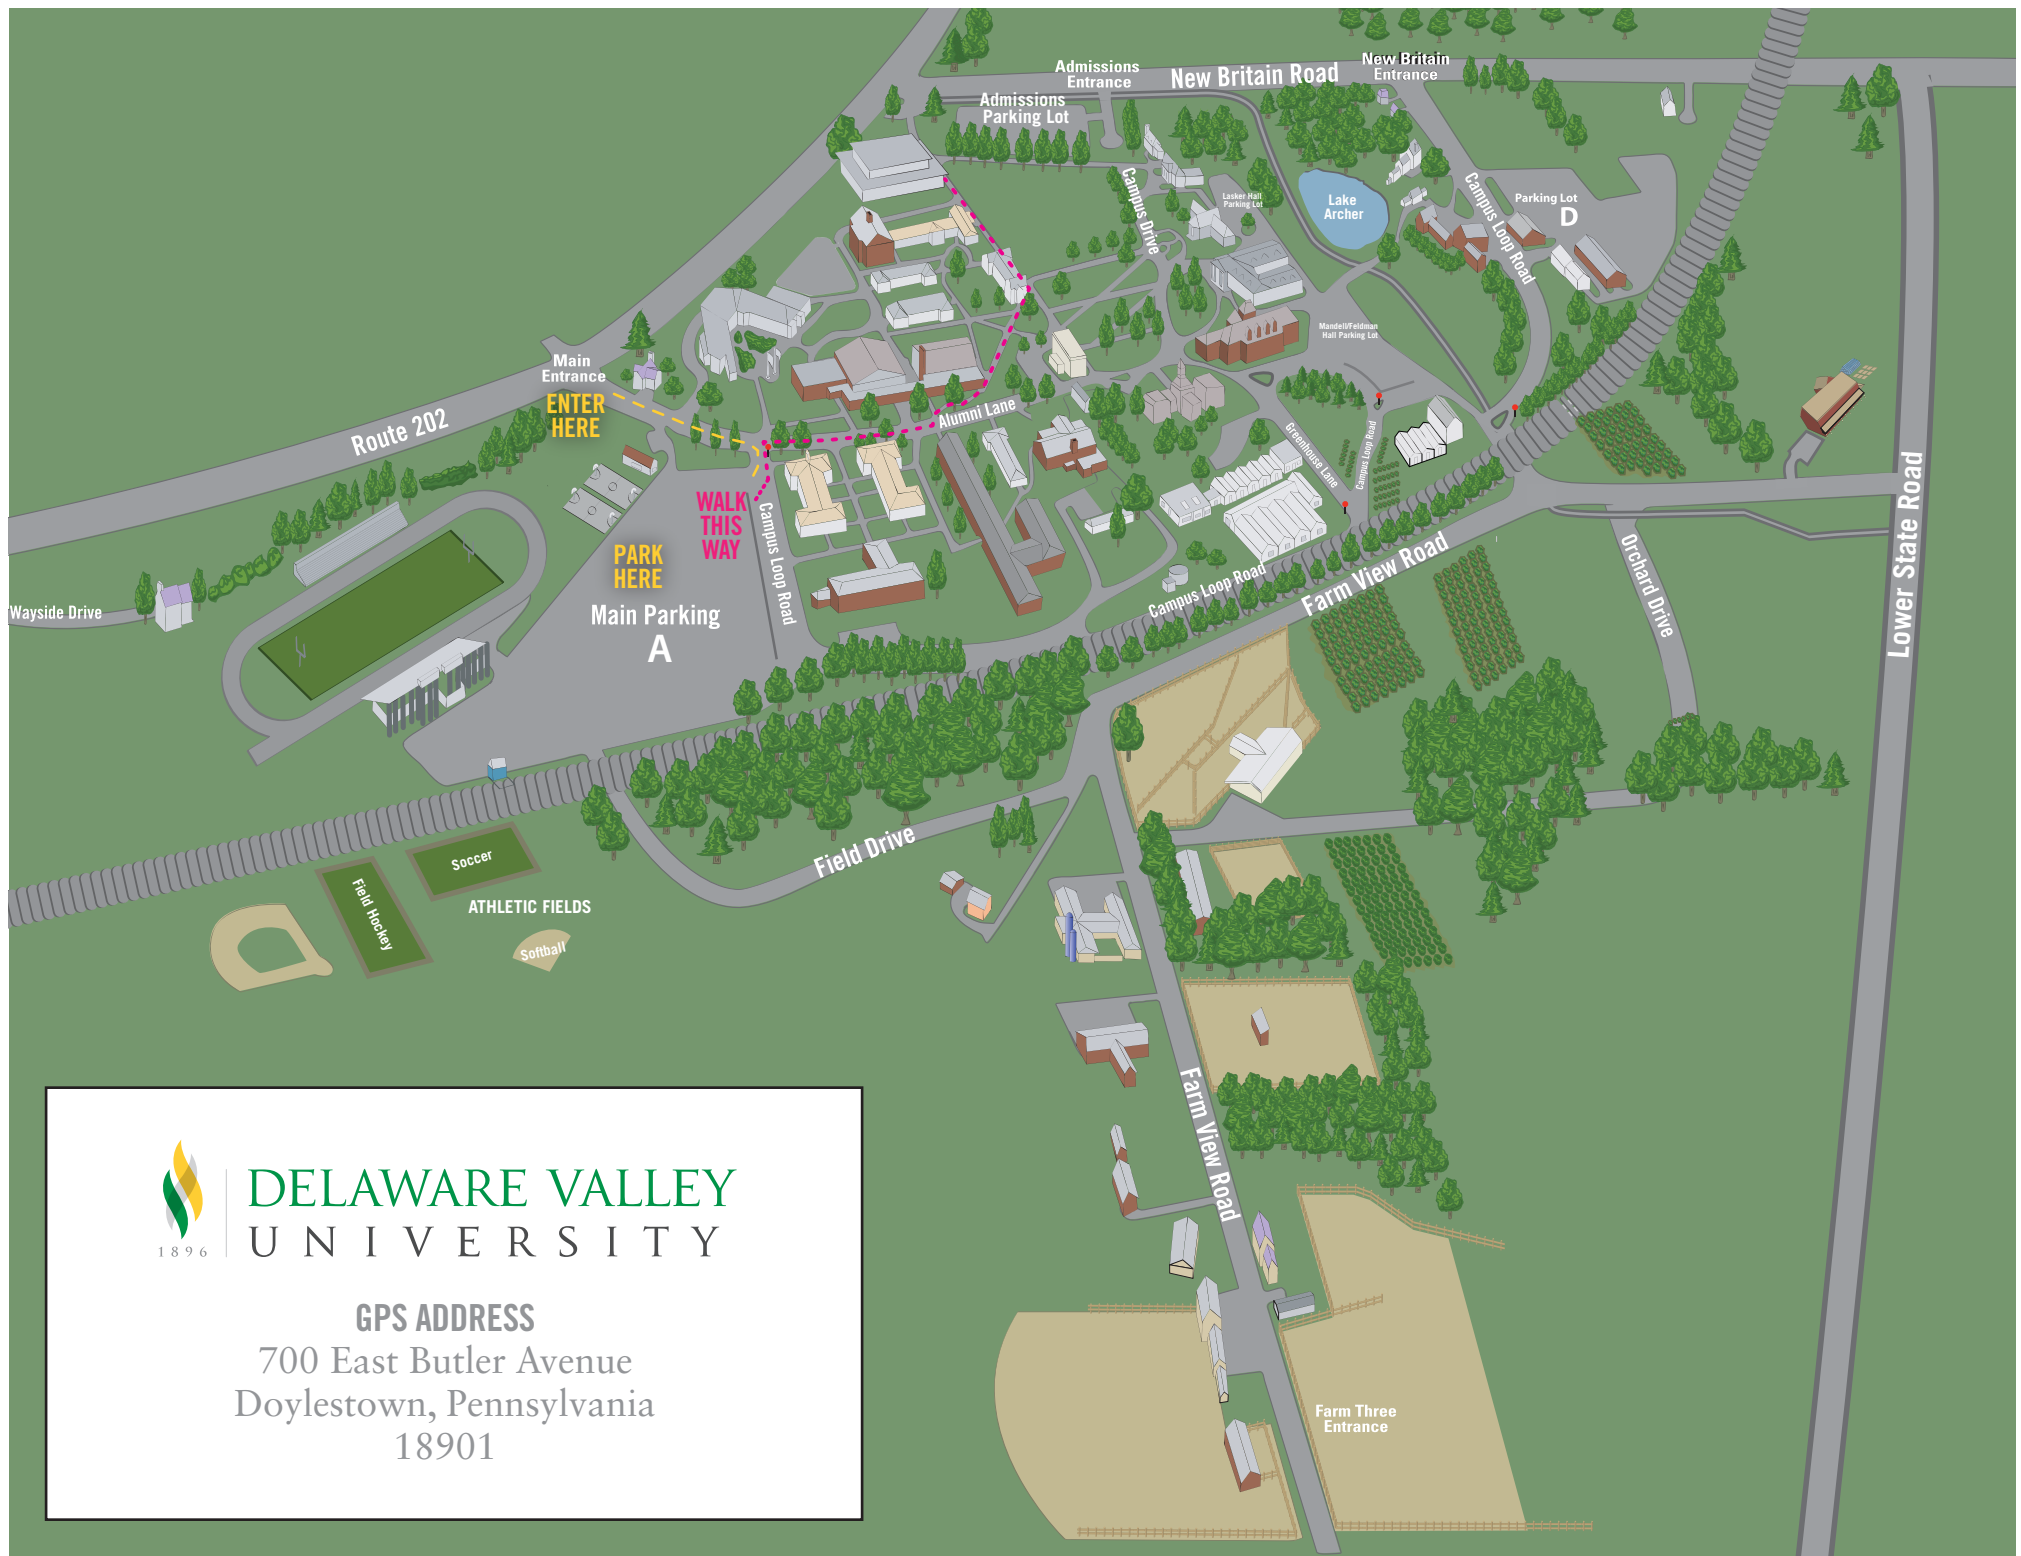 Admissions
Entrance
New Britain Road
New Britain
Entrance
Admissions
Parking Lot
Campus Drive
Lasker Hall
Parking Lot
Lake
Archer
Campus Loop Road
Parking Lot
D
Mandell/Feldman
Hall Parking Lot
Main
Entrance
ENTER
HERE
Route 202
Alumni Lane
Greenhouse Lane
Campus Loop Road
WALK
THIS
WAY
Campus Loop Road
PARK
HERE
Main Parking
A
Wayside Drive
Campus Loop Road
Farm View Road
Orchard Drive
Lower State Road
Field Drive
Soccer
Field Hockey
ATHLETIC FIELDS
Softball
Farm View Road
Farm Three
Entrance
1896
DELAWARE VALLEY
UNIVERSITY
GPS ADDRESS
700 East Butler Avenue
Doylestown, Pennsylvania
18901